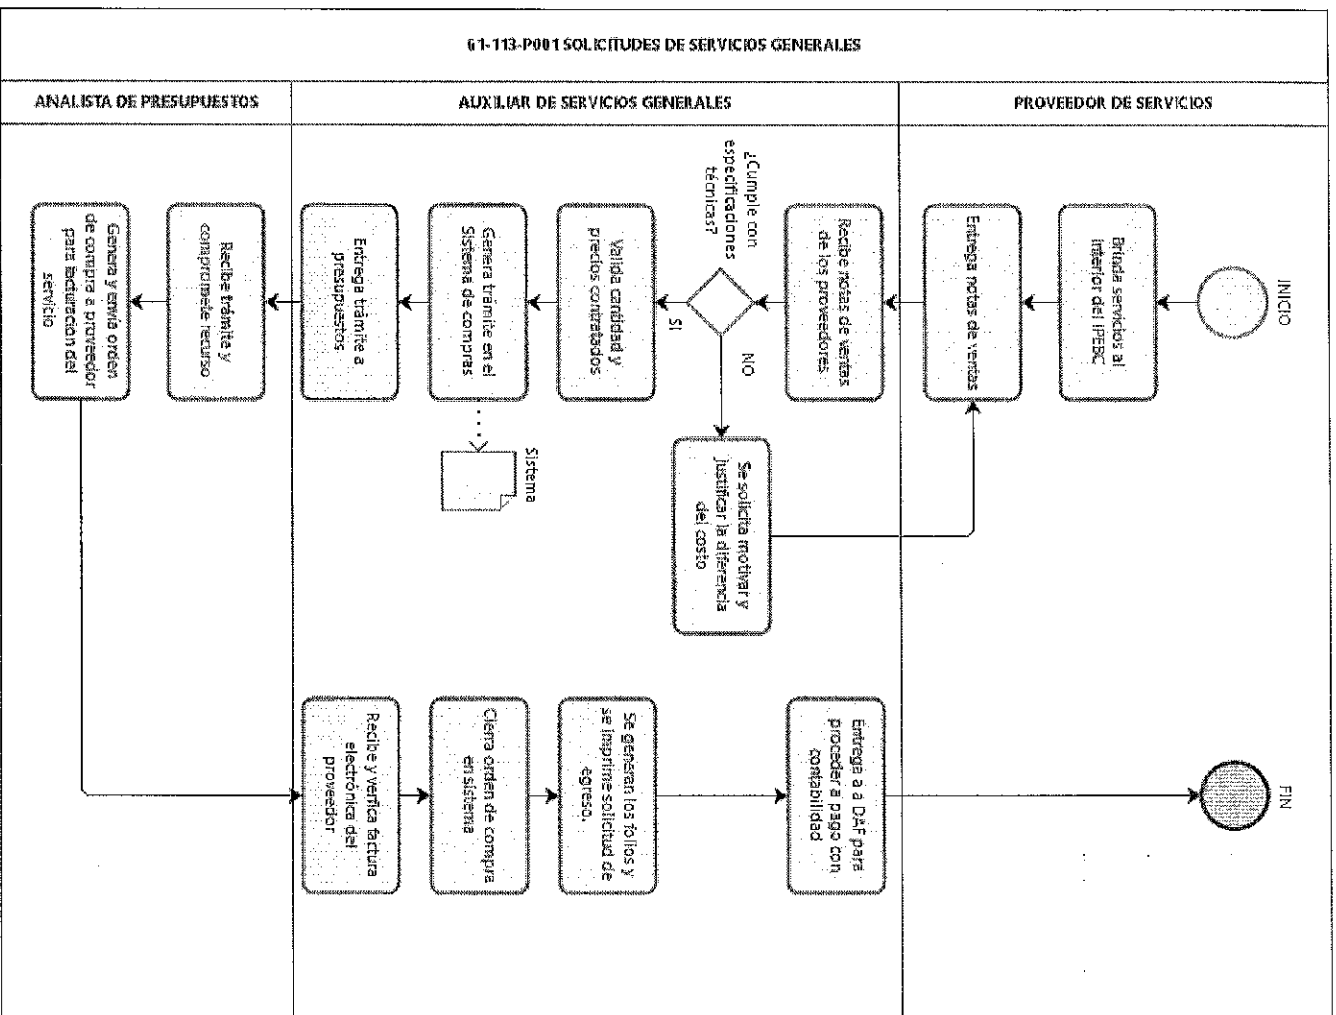 61-113-P001 SOLICITUDES DE SERVICIOS GENERALES
ANALISTA DE PRESUPUESTOS
AUXILIAR DE SERVICIOS GENERALES
PROVEEDOR DE SERVICIOS
INICIO
Brinda servicios al
interior del IPEBC
Entrega notas de ventas
Recibe notas de ventas
de los proveedores
¿Cumple con
especificaciones
técnicas?
SI
NO
Se solicita motivar y
justificar la diferencia
del costo
Valida cantidad y
precios contratados
Genera trámite en el
Sistema de compras
Sistema
Entrega trámite a
presupuestos
Recibe trámite y
compromete recurso
Genera y envía orden
de compra a proveedor
para facturación del
servicio
Recibe y verifica factura
electrónica del
proveedor
Cierra orden de compra
en sistema
Se generan los folios y
se imprime solicitud de
egreso.
Entrega a a DAF para
proceder al pago con
contabilidad
FIN